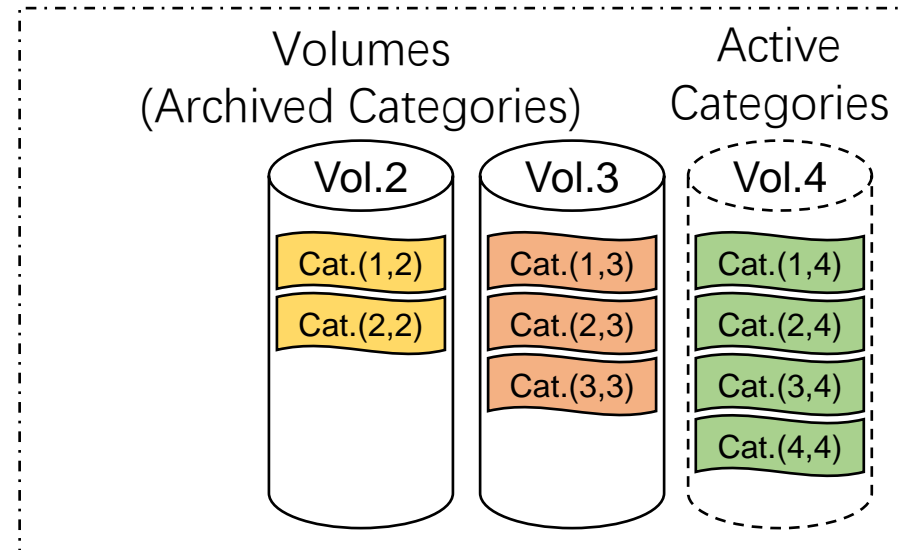 Volumes
(Archived Categories)
Active
Categories
Vol.2
Vol.3
Vol.4
Cat.(1,2)
Cat.(2,2)
Cat.(1,3)
Cat.(2,3)
Cat.(3,3)
Cat.(1,4)
Cat.(2,4)
Cat.(3,4)
Cat.(4,4)